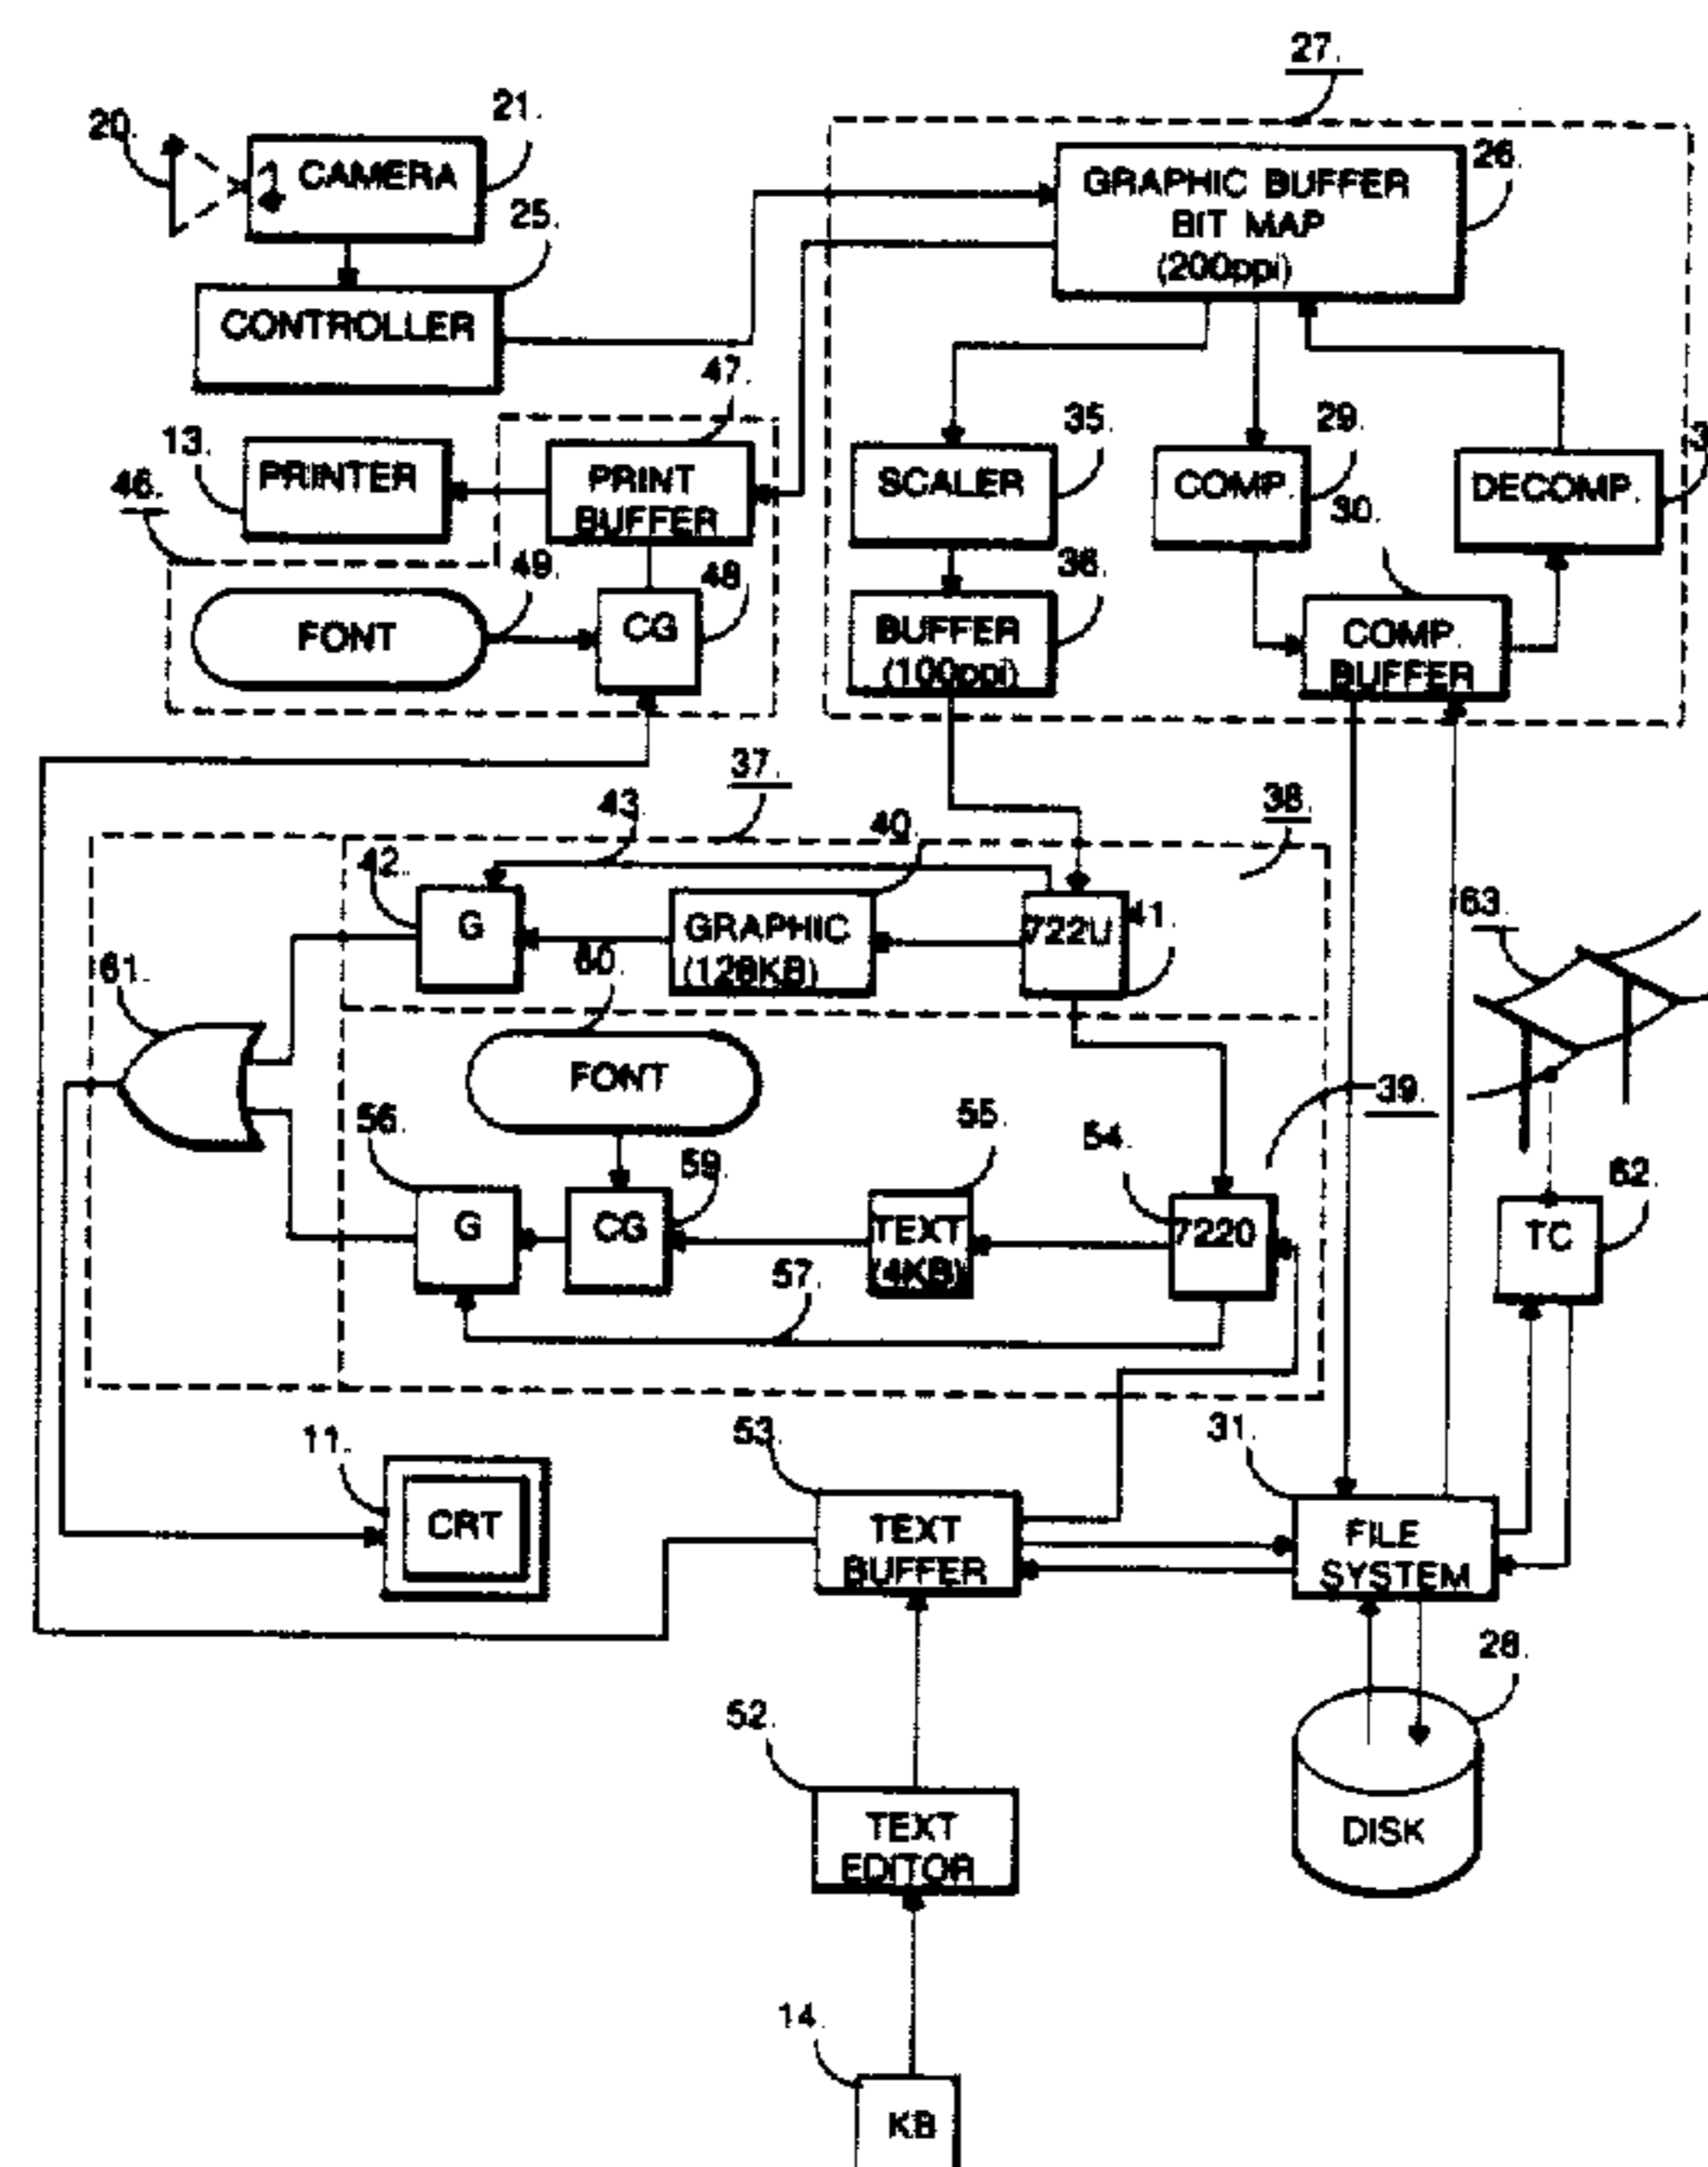 27.
20.
21.
CAMERA
26.
GRAPHIC BUFFER
BIT MAP
(200ppi)
25.
CONTROLLER
47.
13.
PRINTER
46.
PRINT
BUFFER
35.
SCALER
29.
COMP.
30.
DECOMP.
49.
48.
FONT
CG
36.
BUFFER
(100ppi)
COMP.
BUFFER
37.
43.
40.
38.
42.
G
GRAPHIC
(128KB)
41.
60.
63.
61.
FONT
39.
56.
55.
54.
59.
62.
G
CG
TEXT
(4KB)
7220
TC
57.
11.
53.
31.
CRT
TEXT
BUFFER
FILE
SYSTEM
28.
52.
TEXT
EDITOR
DISK
14.
KB